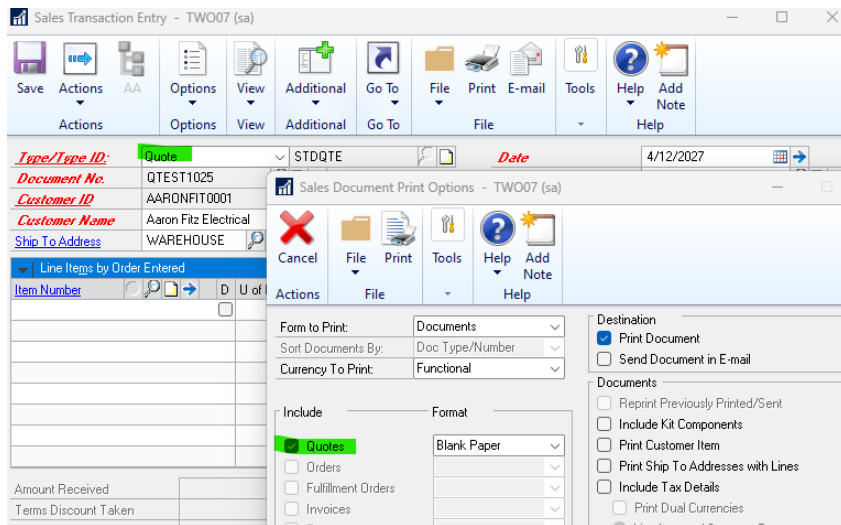 Sales Transaction Entry - TWO07 (sa)
Save Actions AA Options View Additional Go To File Print E-mail Tools Help Add Note
Actions Options View Additional Go To File Help
Type/Type ID: Quote STDQTE Date 4/12/2027
Document No. QTEST1025
Customer ID AARONFIT0001
Customer Name Aaron Fitz Electrical
Ship To Address WAREHOUSE
Line Items by Order Entered
Item Number D U of
Amount Received
Terms Discount Taken
Sales Document Print Options - TWO07 (sa)
Cancel File Print Tools Help Add Note
Actions File Help
Form to Print: Documents
Sort Documents By: Doc Type/Number
Currency To Print: Functional
Include Format
Quotes Blank Paper
Orders
Fulfillment Orders
Invoices
Destination
Print Document
Send Document in E-mail
Documents
Reprint Previously Printed/Sent
Include Kit Components
Print Customer Item
Print Ship To Addresses with Lines
Include Tax Details
Print Dual Currencies